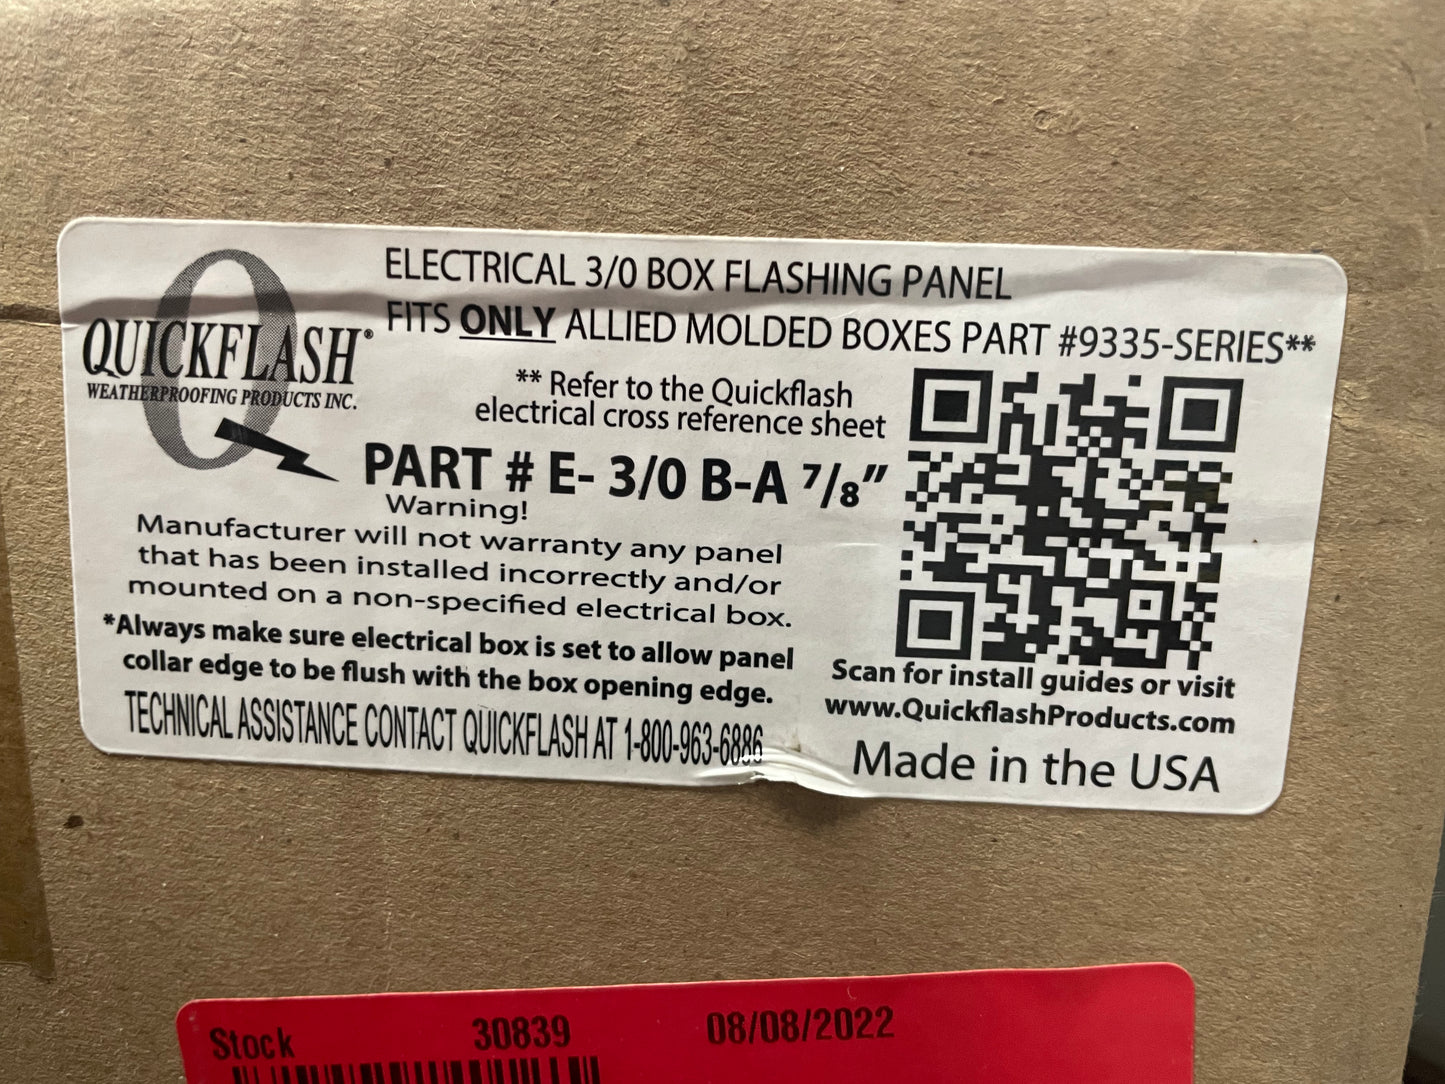 ELECTRICAL 3/0 BOX FLASHING PANEL
FITS ONLY ALLIED MOLDED BOXES PART #9335-SERIES**
QUICKFLASH®
WEATHERPROOFING PRODUCTS INC.
** Refer to the Quickflash
electrical cross reference sheet
PART # E- 3/0 B-A 7/8"
Warning!
Manufacturer will not warranty any panel
that has been installed incorrectly and/or
mounted on a non-specified electrical box.
*Always make sure electrical box is set to allow panel
collar edge to be flush with the box opening edge.
TECHNICAL ASSISTANCE CONTACT QUICKFLASH AT 1-800-963-6886
Scan for install guides or visit
www.QuickflashProducts.com
Made in the USA
Stock 30839 08/08/2022